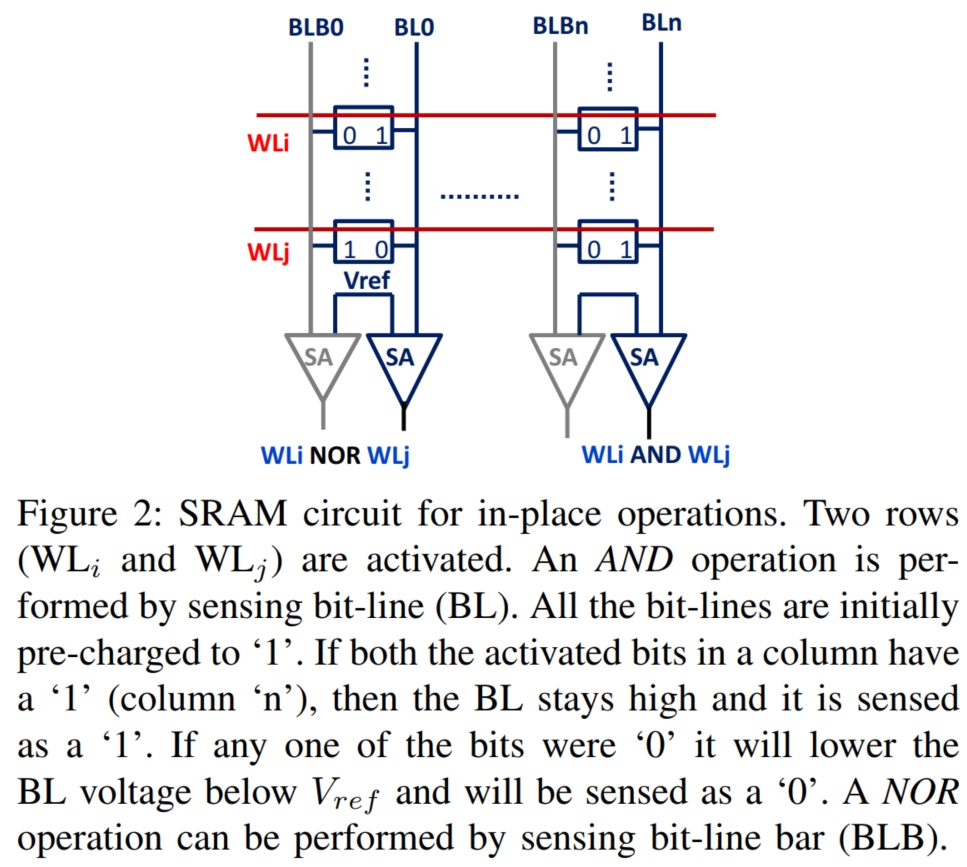 BLB0 BL0 BLBn BLn
WLi 0 1 0 1
WLj 1 0 0 1
Vref
SA SA SA SA
WLi NOR WLj WLi AND WLj
Figure 2: SRAM circuit for in-place operations. Two rows
(WLi and WLj) are activated. An AND operation is per-
formed by sensing bit-line (BL). All the bit-lines are initially
pre-charged to ‘1’. If both the activated bits in a column have
a ‘1’ (column ‘n’), then the BL stays high and it is sensed
as a ‘1’. If any one of the bits were ‘0’ it will lower the
BL voltage below Vref and will be sensed as a ‘0’. A NOR
operation can be performed by sensing bit-line bar (BLB).